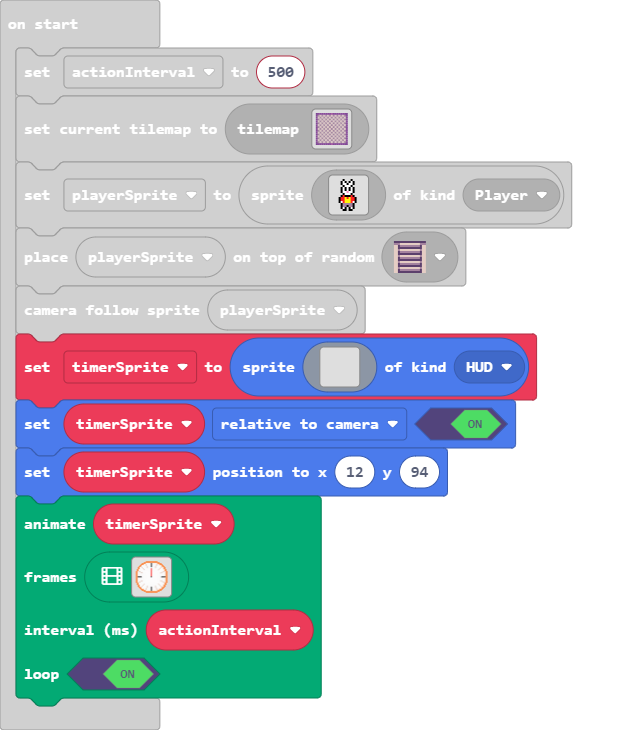 on start
set actionInterval to 500
set current tilemap to tilemap
set playerSprite to sprite of kind Player
place playerSprite on top of random
camera follow sprite playerSprite
set timerSprite to sprite of kind HUD
set timerSprite relative to camera ON
set timerSprite position to x 12 y 94
animate timerSprite
frames
interval (ms) actionInterval
loop ON